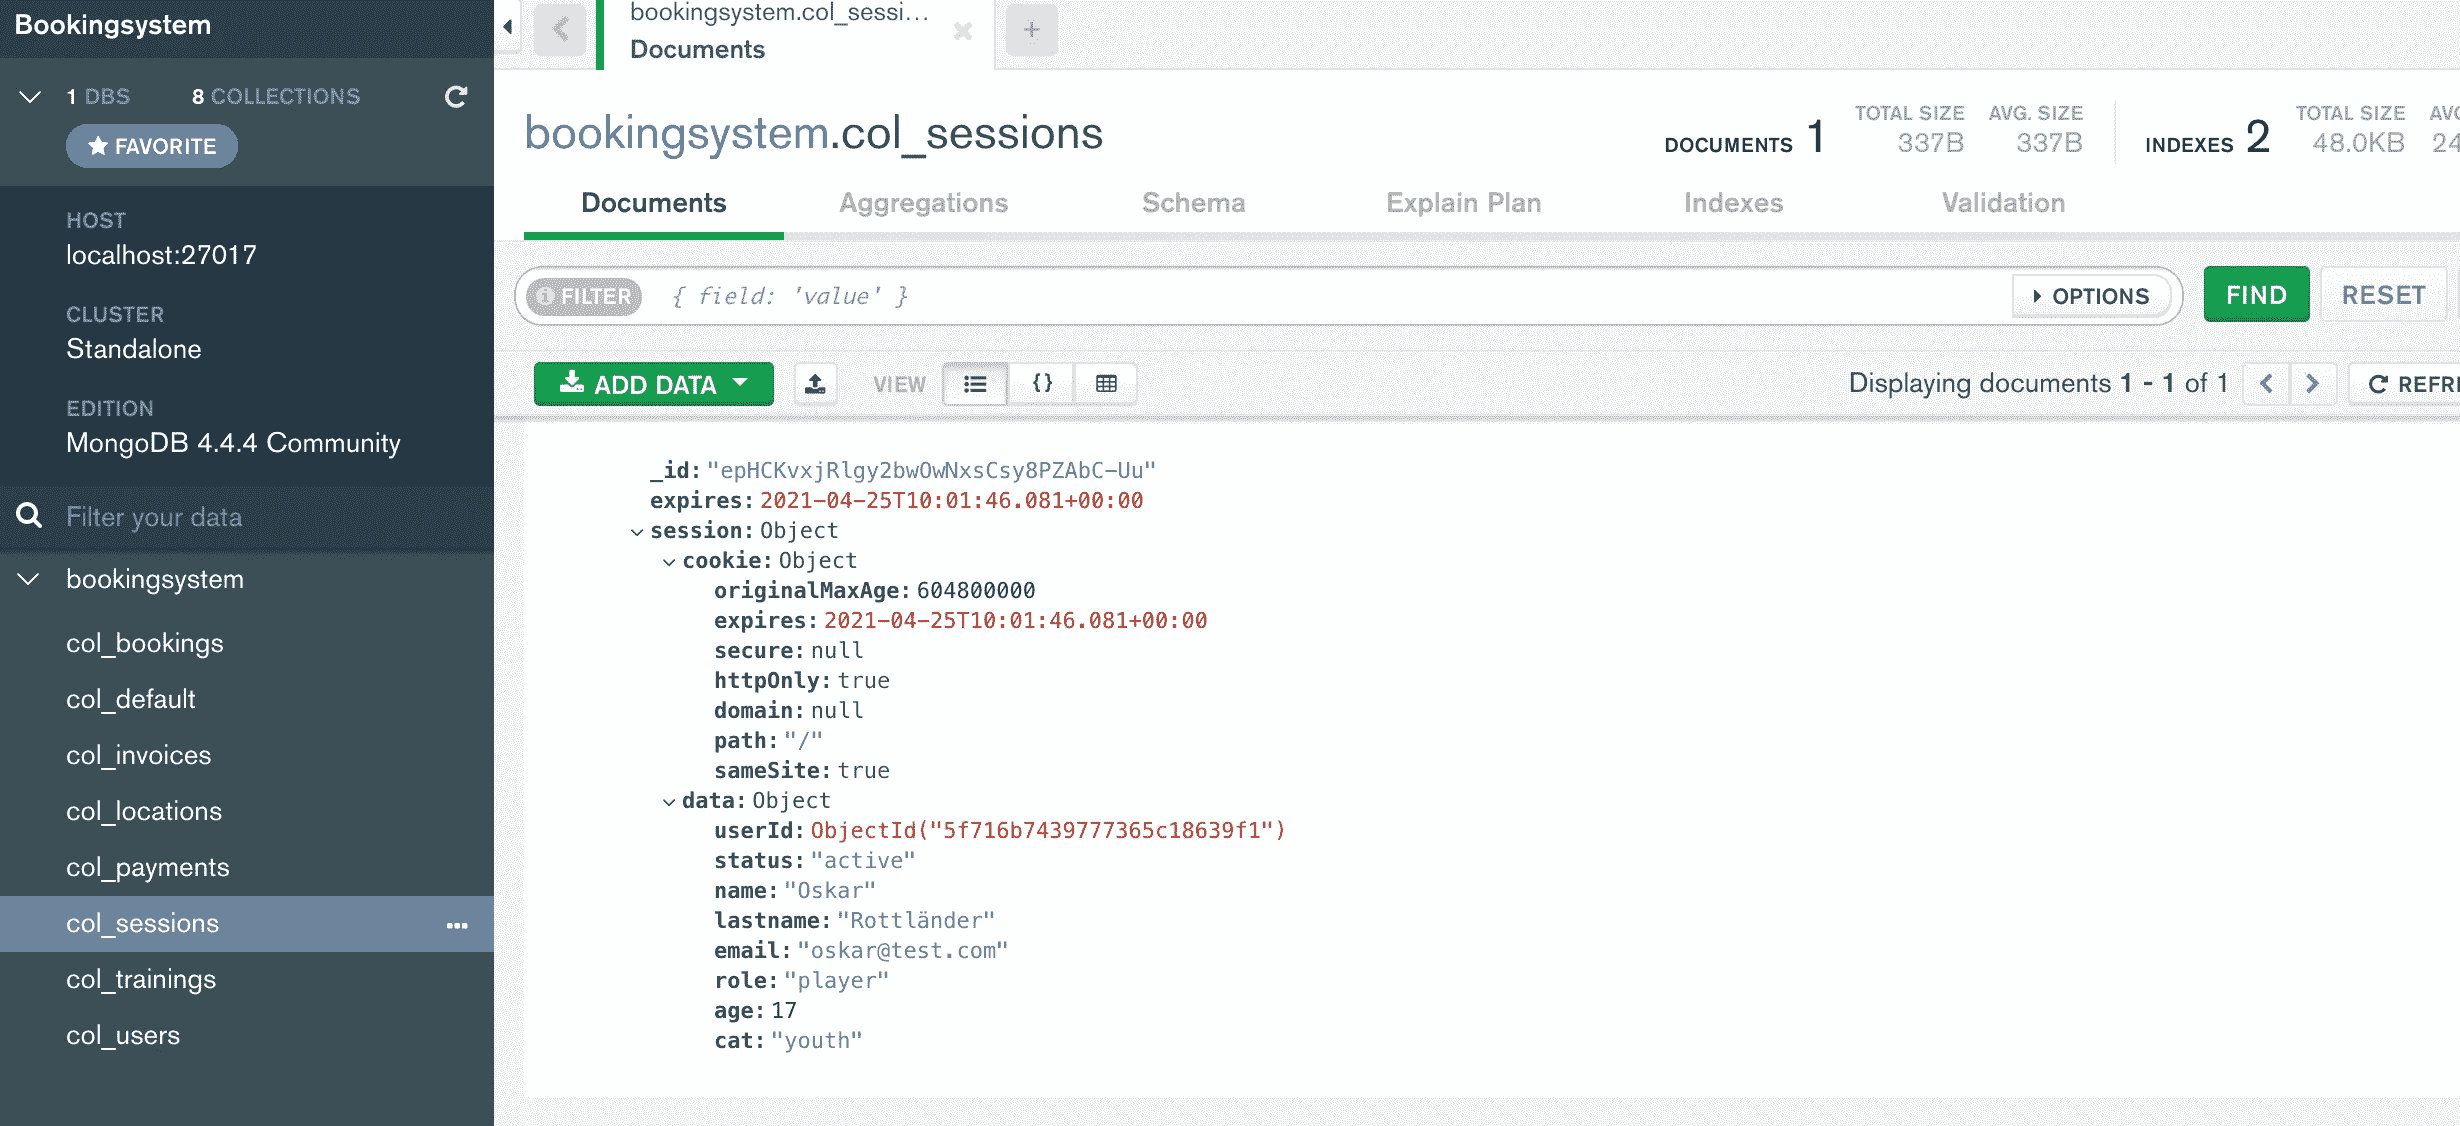 Bookingsystem
1 DBS 8 COLLECTIONS
FAVORITE
HOST
localhost:27017
CLUSTER
Standalone
EDITION
MongoDB 4.4.4 Community
Filter your data
bookingsystem
col_bookings
col_default
col_invoices
col_locations
col_payments
col_sessions
col_trainings
col_users
bookingsystem.col_sessi...
Documents
bookingsystem.col_sessions
DOCUMENTS 1 TOTAL SIZE 337B AVG. SIZE 337B INDEXES 2 TOTAL SIZE 48.0KB
Documents Aggregations Schema Explain Plan Indexes Validation
FILTER { field: 'value' } OPTIONS FIND RESET
ADD DATA VIEW {} Displaying documents 1 - 1 of 1
_id: "epHCKvxjRlgy2bwOwNxsCsy8PZAbC-Uu"
expires: 2021-04-25T10:01:46.081+00:00
session: Object
cookie: Object
originalMaxAge: 604800000
expires: 2021-04-25T10:01:46.081+00:00
secure: null
httpOnly: true
domain: null
path: "/"
sameSite: true
data: Object
userId: ObjectId("5f716b7439777365c18639f1")
status: "active"
name: "Oskar"
lastname: "Rottländer"
email: "oskar@test.com"
role: "player"
age: 17
cat: "youth"